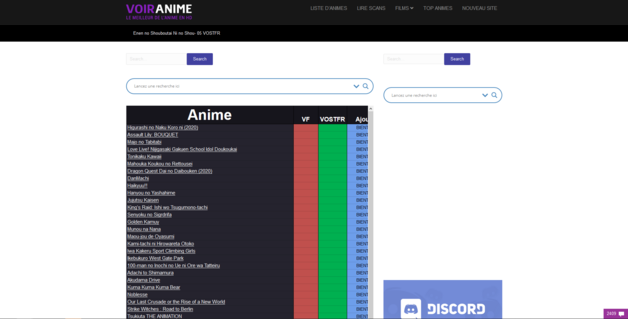 VOIRANIME
LE MEILLEUR DE L'ANIME EN VF
LISTE D'ANIMES LIRE SCANS FILMS TOP ANIMES NOUVEAU SITE
Enen no Shouboutai Ni no Shou- 05 VOSTFR
Search Search
Search
Lancez une recherche ici
Lancez une recherche ici
Anime VF VOSTFR Ajou
Higurashi no Naku Koro ni (2020)
Assault Lily: BOUQUET
Majo no Tabitabi
Love Live! Nijigasaki Gakuen School Idol Doukoukai
Tonikaku Kawaii
Mahouka Koukou no Rettousei
Dragon Quest Dai no Daibouken (2020)
DanMachi
Haikyuu!!
Hanyou no Yashahime
Jujutsu Kaisen
King's Raid: Ishi wo Tsugumono-tachi
Senyoku no Sigrdrifa
Golden Kamuy
Munou na Nana
Maou-jou de Oyasumi
Kami-tachi ni Hirowareta Otoko
Iwa Kakeru Sport Climbing Girls
Ikebukuro West Gate Park
100-man no Inochi no Ue ni Ore wa Tatteiru
Adachi to Shimamura
Akudama Drive
Kuma Kuma Kuma Bear
Noblesse
Our Last Crusade or the Rise of a New World
Strike Witches : Road to Berlin
Tsukiuta THE ANIMATION
DISCORD